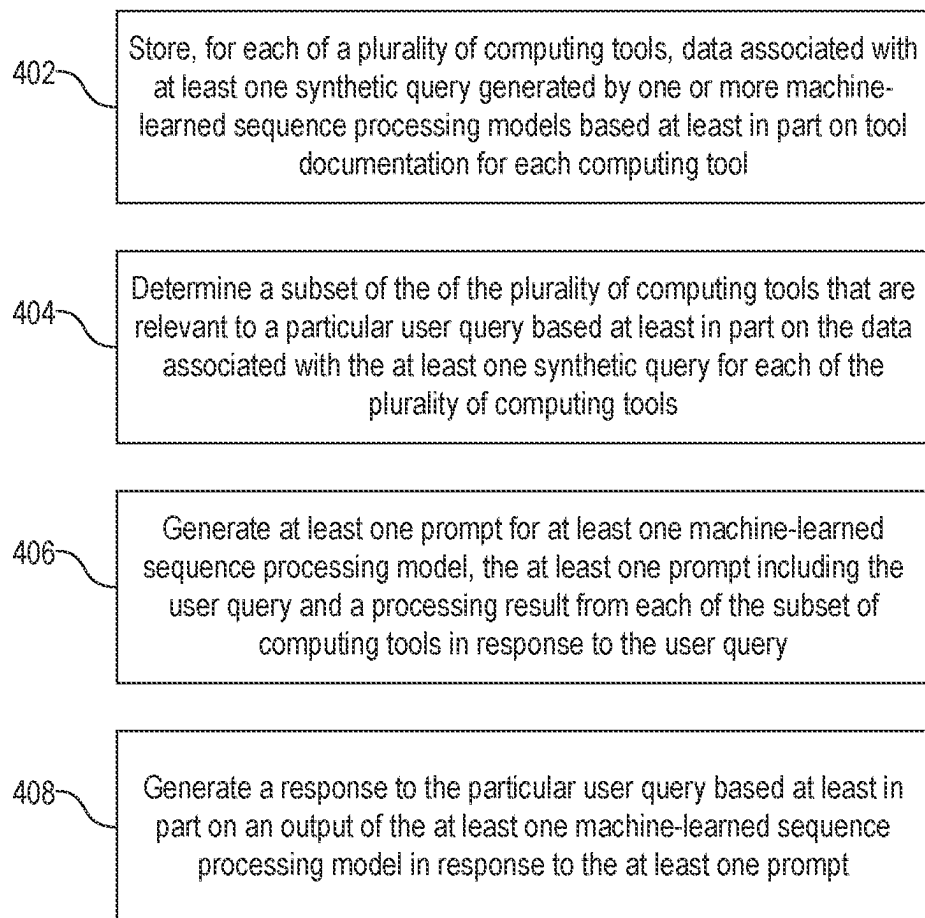 402
Store, for each of a plurality of computing tools, data associated with
at least one synthetic query generated by one or more machine-
learned sequence processing models based at least in part on tool
documentation for each computing tool
404
Determine a subset of the of the plurality of computing tools that are
relevant to a particular user query based at least in part on the data
associated with the at least one synthetic query for each of the
plurality of computing tools
406
Generate at least one prompt for at least one machine-learned
sequence processing model, the at least one prompt including the
user query and a processing result from each of the subset of
computing tools in response to the user query
408
Generate a response to the particular user query based at least in
part on an output of the at least one machine-learned sequence
processing model in response to the at least one prompt